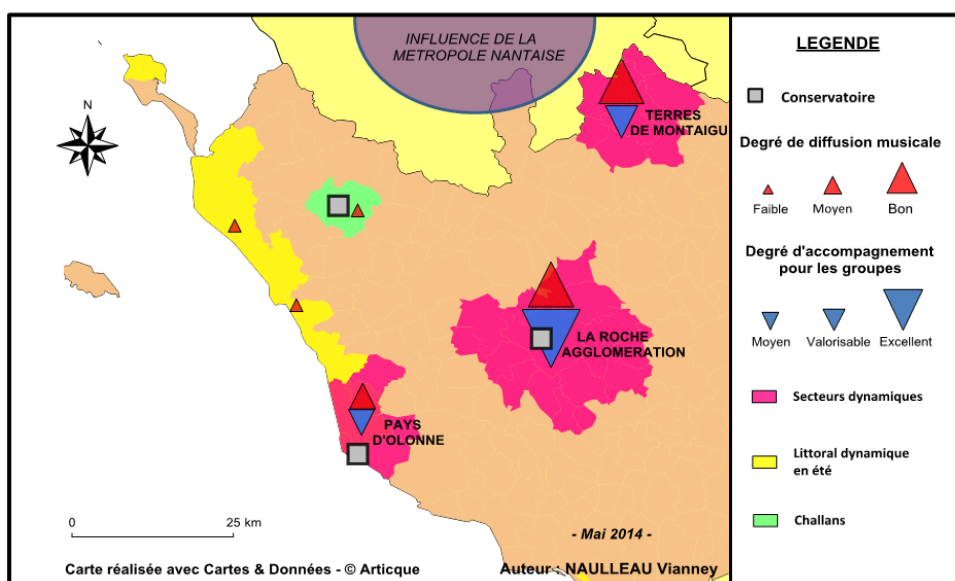 INFLUENCE DE LA
METROPOLE NANTAISE
N
TERRES
DE MONTAIGU
LA ROCHE
AGGLOMERATION
PAYS
D'OLONNE
0
25 km
- Mai 2014 -
Carte réalisée avec Cartes & Données - © Articque
Auteur : NAULLEAU Vianney
LEGENDE
Conservatoire
Degré de diffusion musicale
Faible
Moyen
Bon
Degré d'accompagnement
pour les groupes
Moyen
Valorisable
Excellent
Secteurs dynamiques
Littoral dynamique
en été
Challans